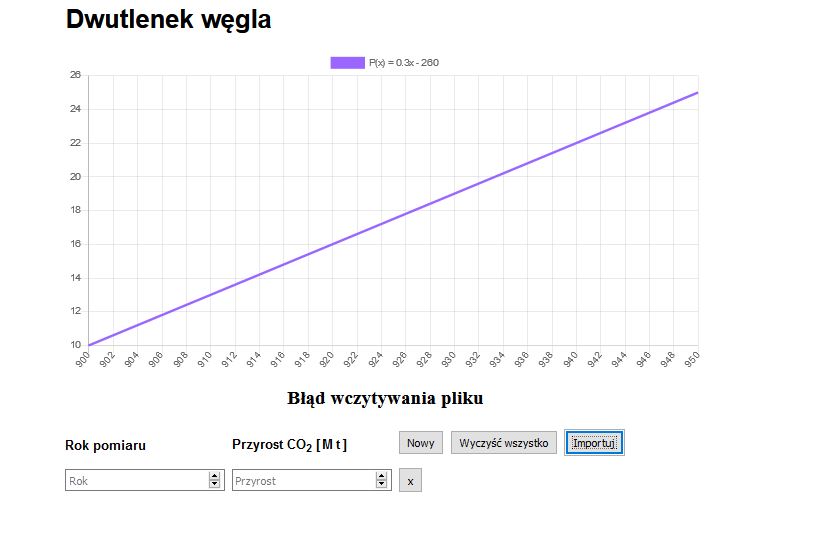 Dwutlenek węgla
P(x) = 0.3x - 260
26
24
22
20
18
16
14
12
10
900 902 904 906 908 910 912 914 916 918 920 922 924 926 928 930 932 934 936 938 940 942 944 946 948 950
Błąd wczytywania pliku
Rok pomiaru Przyrost CO₂ [M t] Nowy Wyczyść wszystko Importuj
Rok Przyrost x